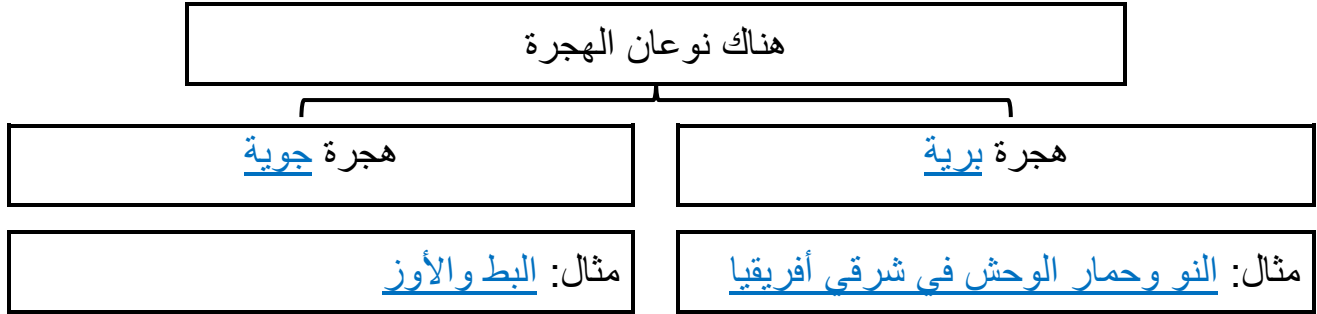 هناك نوعان الهجرة
هجرة برية
هجرة جوية
مثال: النو وحمار الوحش في شرقي أفريقيا
مثال: البط والأوز